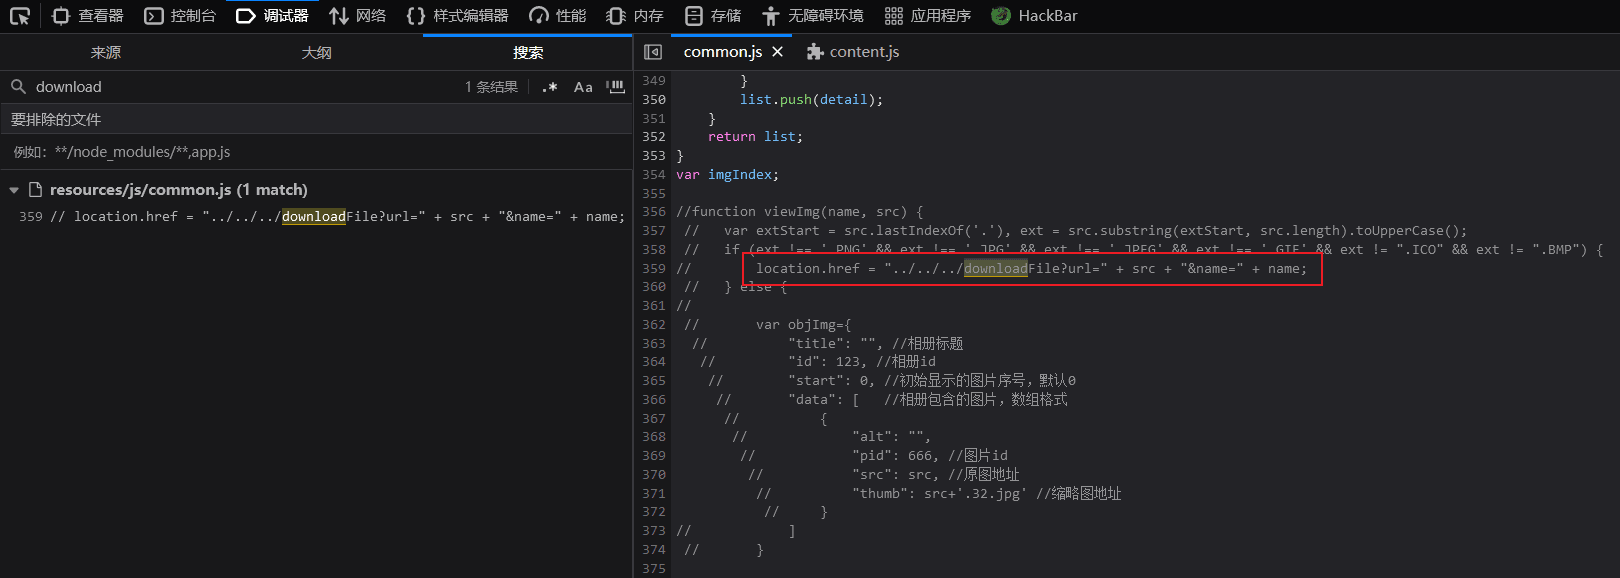 查看器 控制台 调试器 网络 样式编辑器 性能 内存 存储 无障碍环境 应用程序 HackBar
来源 大纲 搜索
download 1 条结果 .* Aa
要排除的文件
例如：**/node_modules/**,app.js
resources/js/common.js (1 match)
359 // location.href = "../../../downloadFile?url=" + src + "&name=" + name;
common.js content.js
349 }
350 list.push(detail);
351 }
352 return list;
353 }
354 var imgIndex;
355
356 //function viewImg(name, src) {
357 // var extStart = src.lastIndexOf('.'), ext = src.substring(extStart, src.length).toUpperCase();
358 // if (ext !== '.PNG' && ext !== '.JPG' && ext !== '.JPEG' && ext !== '.GIF' && ext != ".ICO" && ext != ".BMP") {
359 // location.href = "../../../downloadFile?url=" + src + "&name=" + name;
360 // } else {
361 //
362 // var objImg={
363 // "title": "", //相册标题
364 // "id": 123, //相册id
365 // "start": 0, //初始显示的图片序号，默认0
366 // "data": [ //相册包含的图片，数组格式
367 // {
368 // "alt": "",
369 // "pid": 666, //图片id
370 // "src": src, //原图地址
371 // "thumb": src+'.32.jpg' //缩略图地址
372 // }
373 // ]
374 // }
375